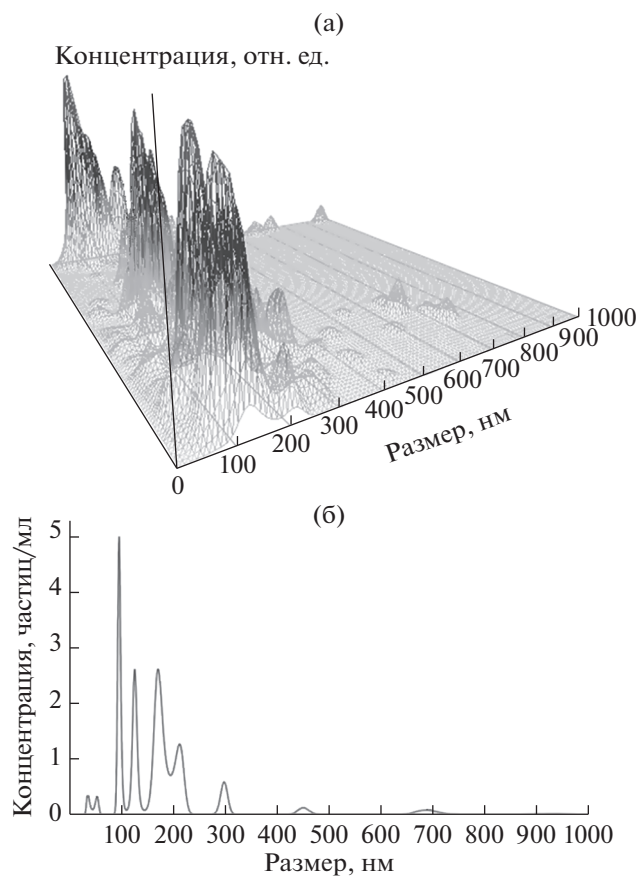 (а)
Концентрация, отн. ед.
0
100
200
300
400
500
600
700
800
900
1000
Размер, нм
(б)
Концентрация, частиц/мл
5
4
3
2
1
0
100 200 300 400 500 600 700 800 900 1000
Размер, нм